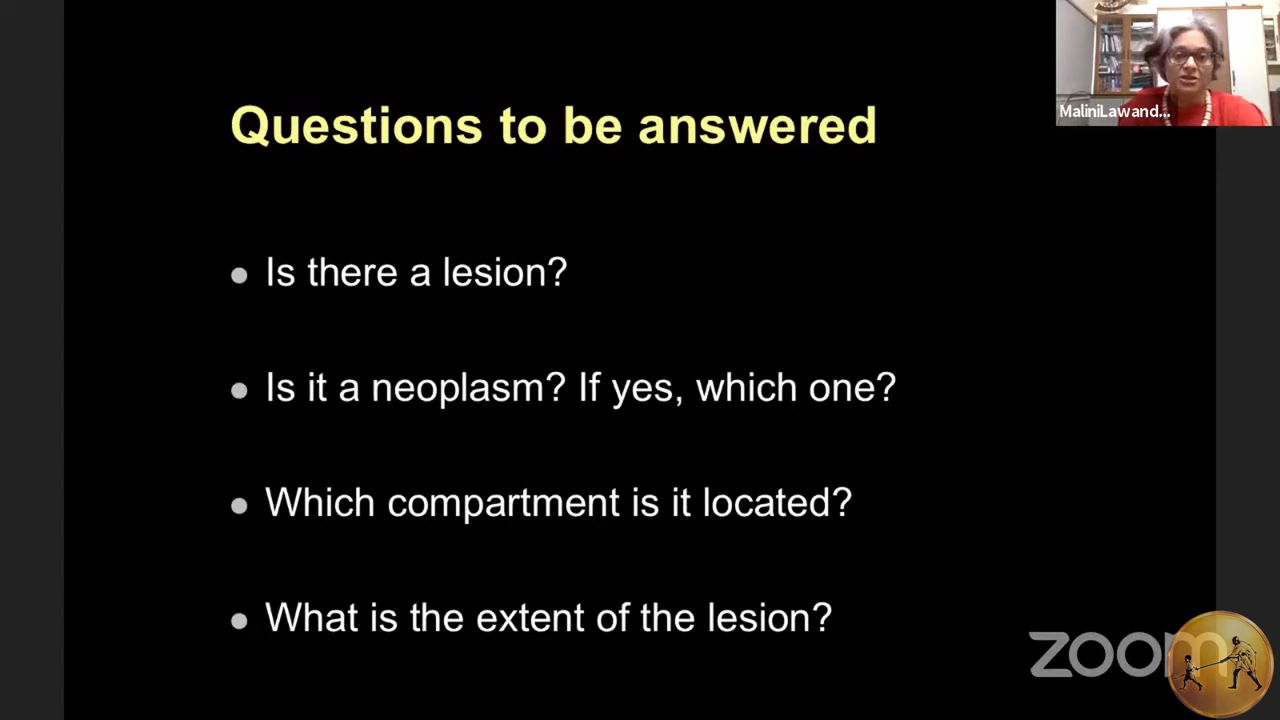 Questions to be answered
MaliniLawand...
Is there a lesion?
Is it a neoplasm? If yes, which one?
Which compartment is it located?
What is the extent of the lesion?
zoom